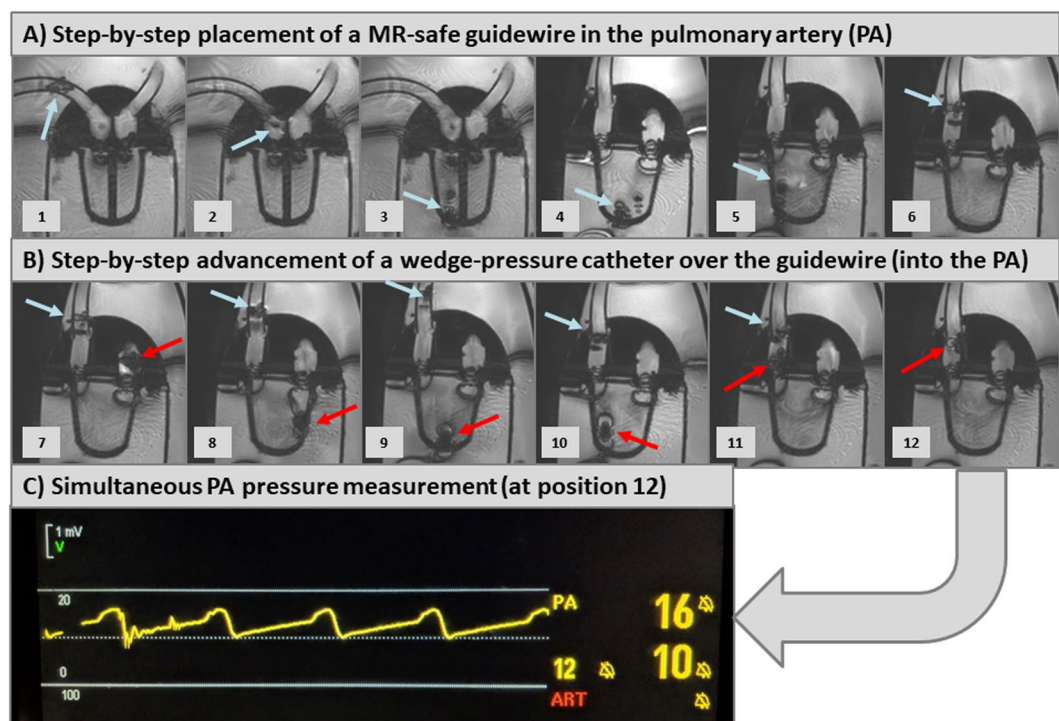 A) Step-by-step placement of a MR-safe guidewire in the pulmonary artery (PA)
1
2
3
4
5
6
B) Step-by-step advancement of a wedge-pressure catheter over the guidewire (into the PA)
7
8
9
10
11
12
C) Simultaneous PA pressure measurement (at position 12)
1 mV
V
20
PA
16
12
10
0
100
ART